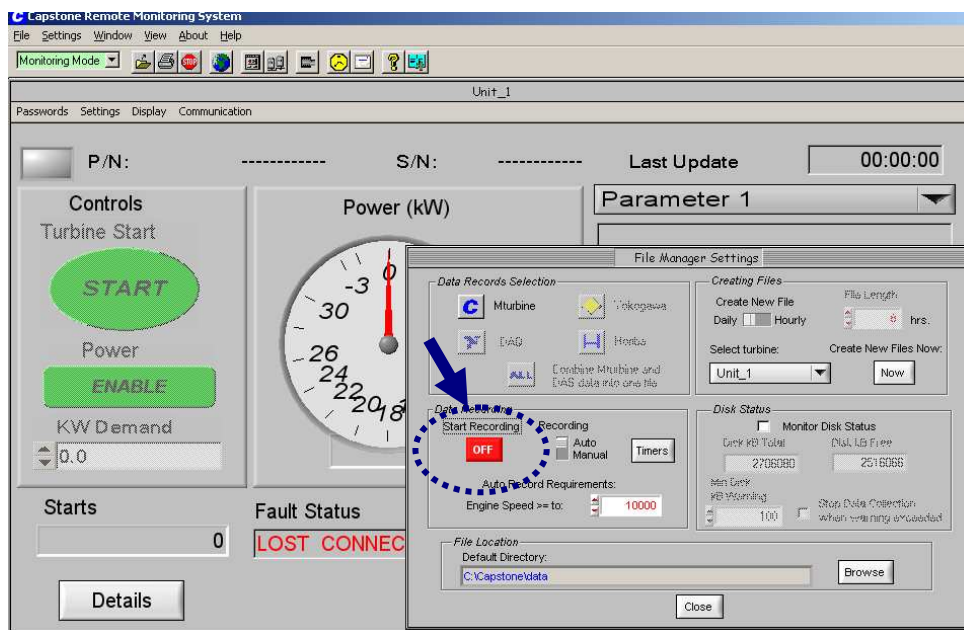 Capstone Remote Monitoring System
File Settings Window View About Help
Monitoring Mode
STOP
Unit_1
Passwords Settings Display Communication
P/N: ------------ S/N: ------------ Last Update 00:00:00
Controls
Turbine Start
START
Power
ENABLE
KW Demand
0.0
Starts
0
Details
Power (kW)
0
-3
30
26
24
22
20
18
Fault Status
LOST CONNEC
Parameter 1
File Manager Settings
Data Records Selection
C Mturbine
Yokogawa
DAQ
H Horiba
ALL Combine Mturbine and
DAS data into one file
Creating Files
Create New File
Daily Hourly
File Length
8 hrs.
Select turbine: Create New Files Now:
Unit_1 Now
Data Recording
Start Recording Recording
OFF
Auto
Manual
Timers
Auto Record Requirements:
Engine Speed >= to: 10000
Disk Status
Monitor Disk Status
Disk kB Total Disk kB Free
2706080 2516066
Min Disk
kB Warning
100
Stop Data Collection
when warning exceeded
File Location
Default Directory:
C:\Capstone\data
Browse
Close